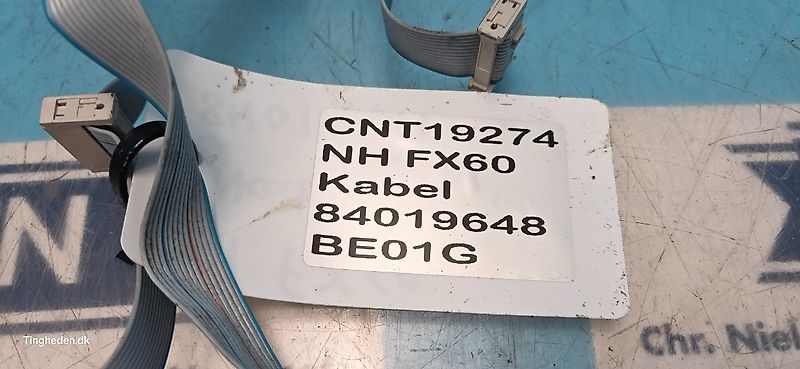 CNT19274
NH FX60
Kabel
84019648
BE01G
Chr. Niel
Tingheden.dk